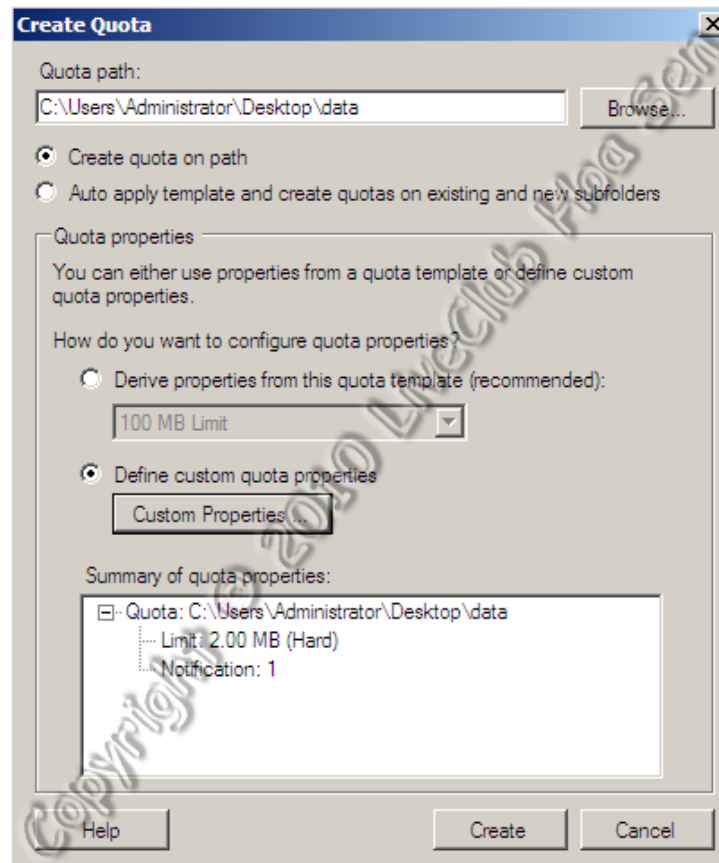 Create Quota
Quota path:
C:\Users\Administrator\Desktop\data
Browse...
Create quota on path
Auto apply template and create quotas on existing and new subfolders
Quota properties
You can either use properties from a quota template or define custom
quota properties.
How do you want to configure quota properties?
Derive properties from this quota template (recommended):
100 MB Limit
Define custom quota properties
Custom Properties ...
Summary of quota properties:
Quota: C:\Users\Administrator\Desktop\data
Limit: 2.00 MB (Hard)
Notification: 1
Help
Create
Cancel
Copyright © 2010 LiveClub Hoa Sen